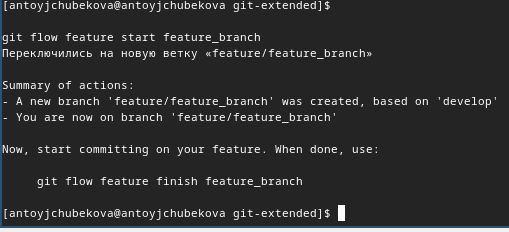 [antoyjchubekova@antoyjchubekova git-extended]$
git flow feature start feature_branch
Переключились на новую ветку «feature/feature_branch»
Summary of actions:
- A new branch 'feature/feature_branch' was created, based on 'develop'
- You are now on branch 'feature/feature_branch'
Now, start committing on your feature. When done, use:
git flow feature finish feature_branch
[antoyjchubekova@antoyjchubekova git-extended]$